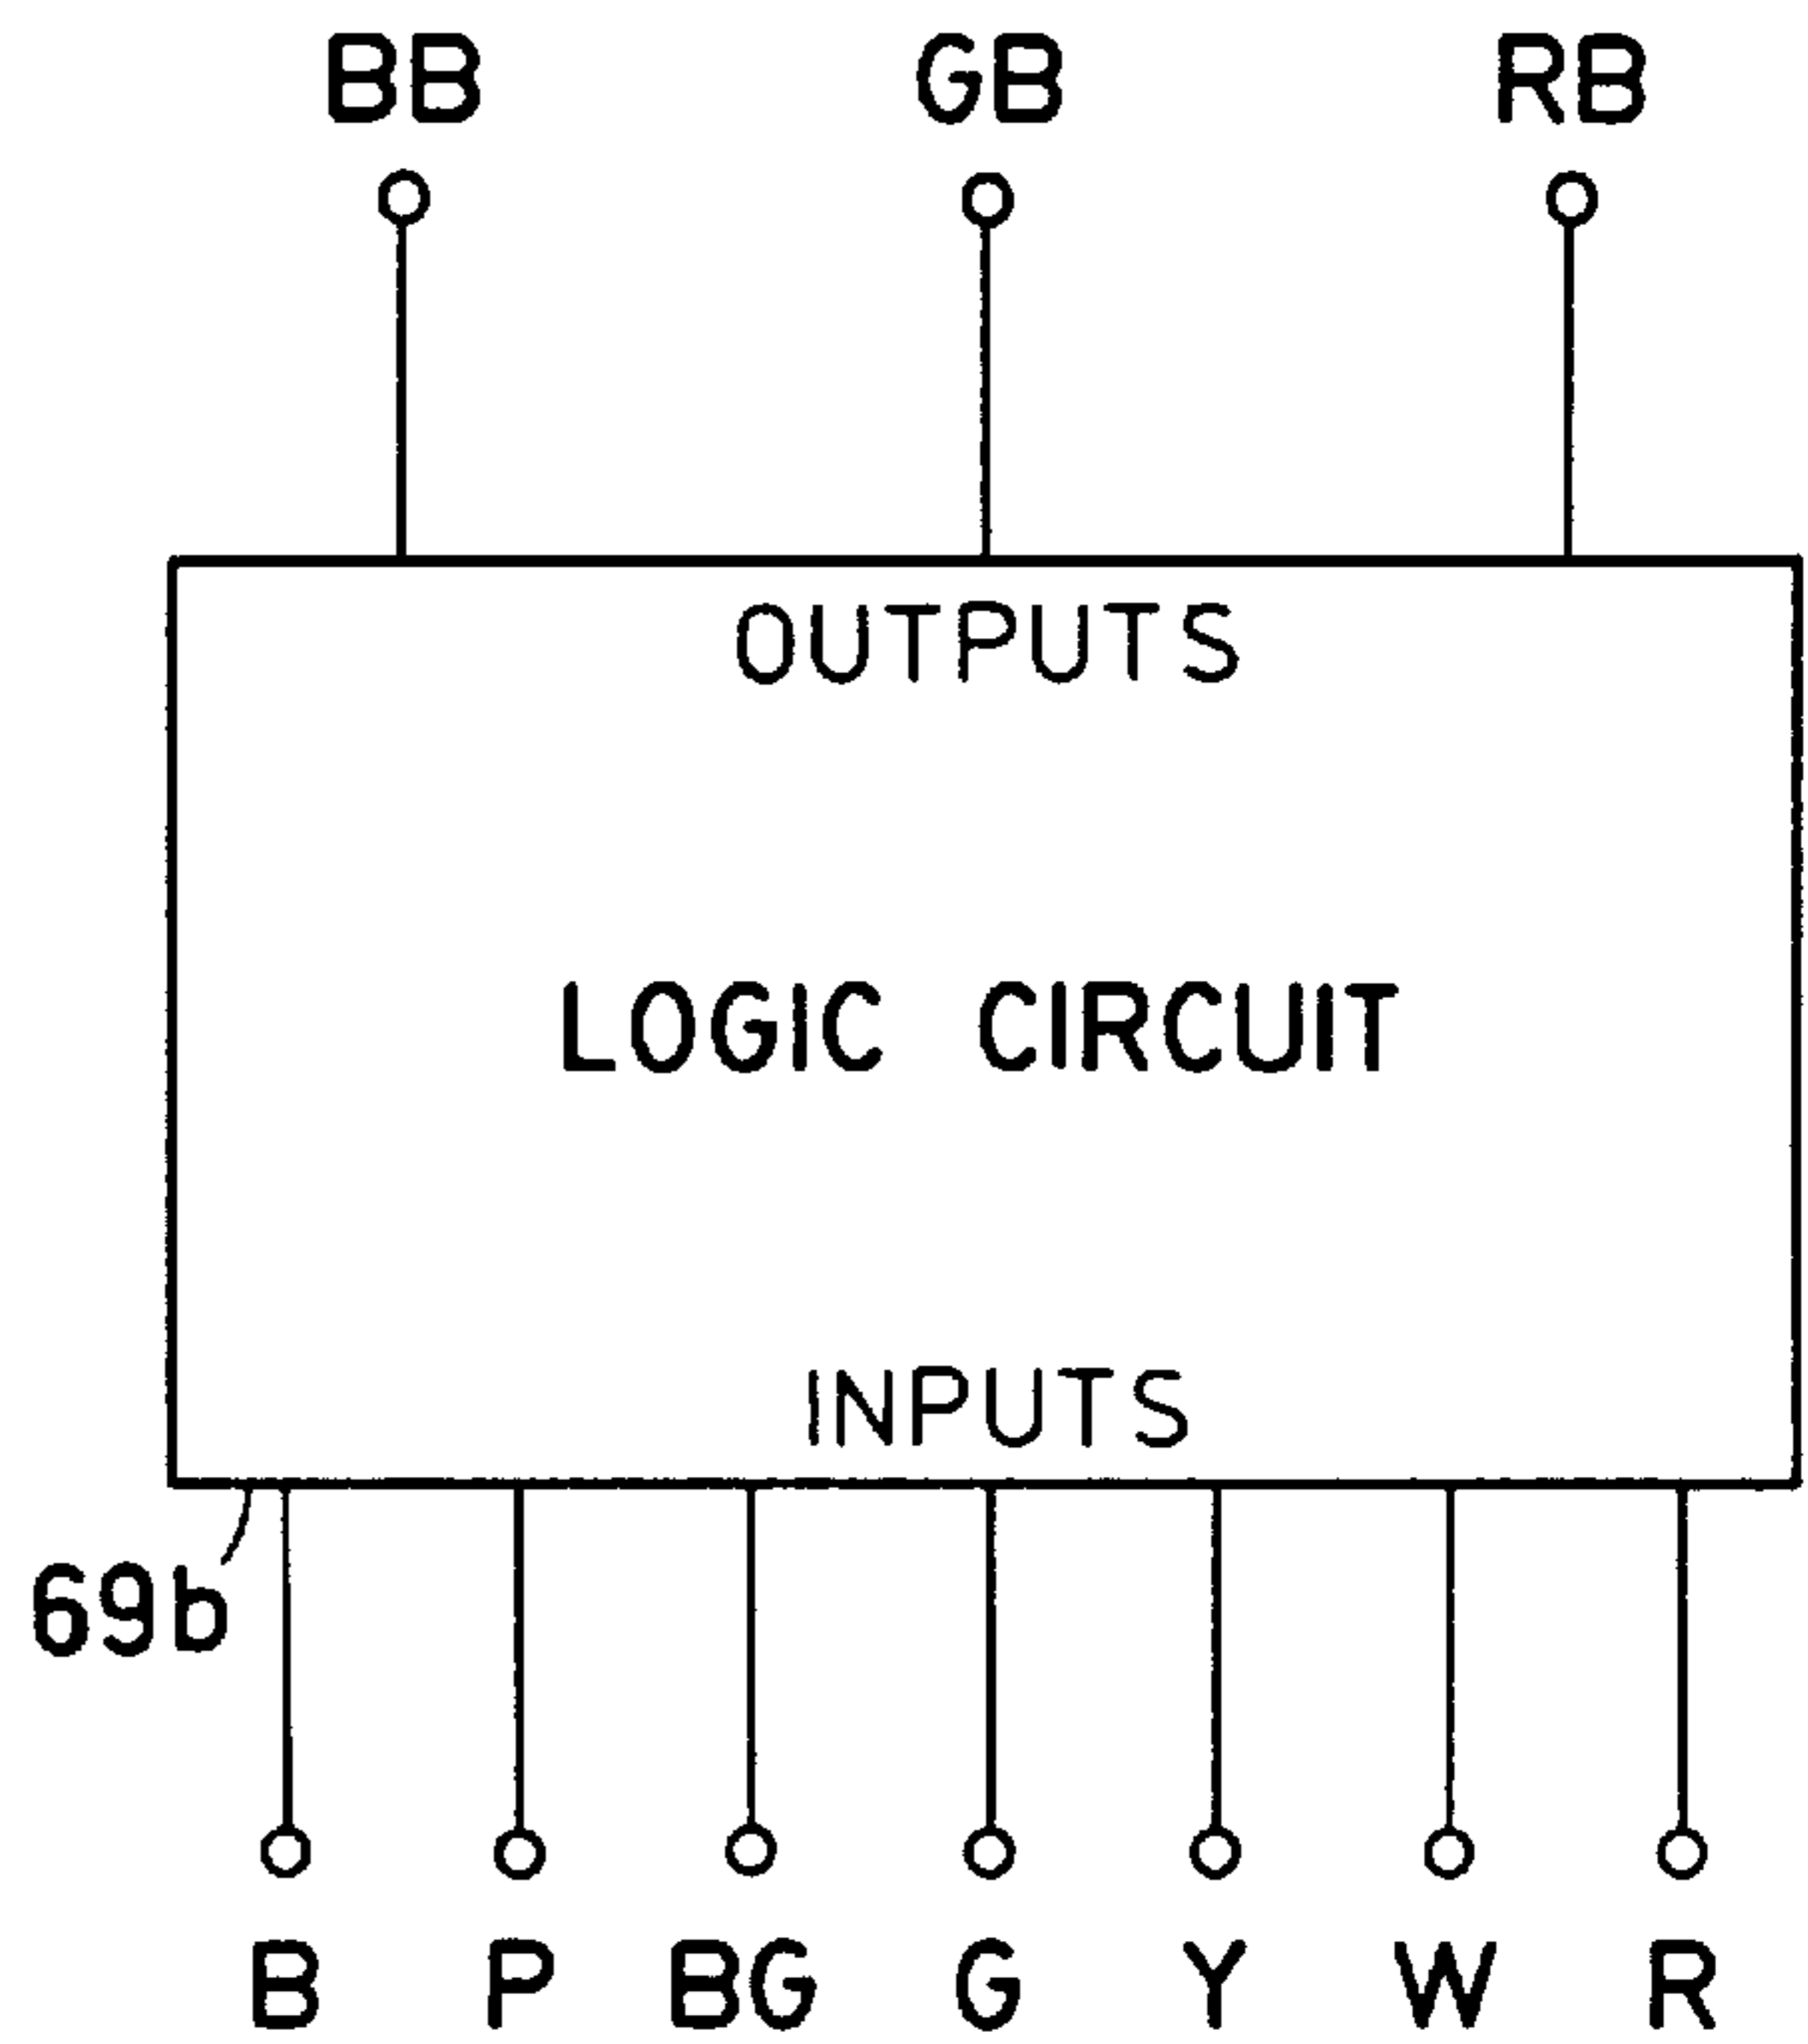 BB GB RB
OUTPUTS
LOGIC CIRCUIT
INPUTS
69b
B P BG G Y W R